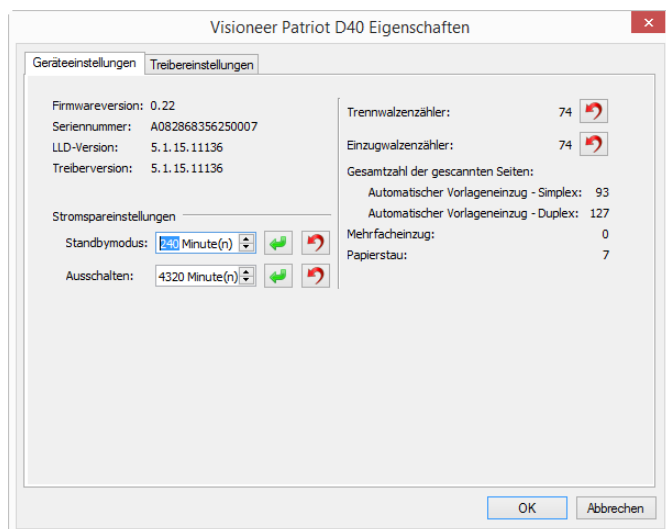 Visioneer Patriot D40 Eigenschaften
Geräteeinstellungen
Treibereinstellungen
Firmwareversion: 0.22
Seriennummer: A082868356250007
LLD-Version: 5.1.15.11136
Treiberversion: 5.1.15.11136
Stromspareinstellungen
Standbymodus: 240 Minute(n)
Ausschalten: 4320 Minute(n)
Trennwalzenzähler: 74
Einzugwalzenzähler: 74
Gesamtzahl der gescannten Seiten:
Automatischer Vorlageneinzug - Simplex: 93
Automatischer Vorlageneinzug - Duplex: 127
Mehrfacheinzug: 0
Papierstau: 7
OK
Abbrechen